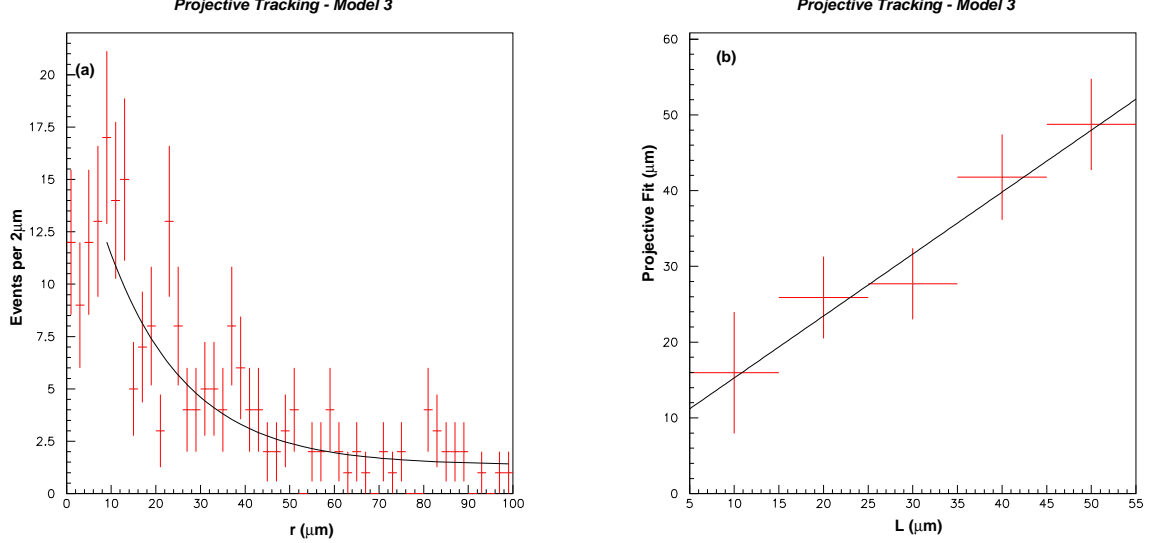 Projective Tracking - Model 3
(a)
Events per 2μm
20
17.5
15
12.5
10
7.5
5
2.5
0
0 10 20 30 40 50 60 70 80 90 100
r (μm)
Projective Tracking - Model 3
(b)
Projective Fit (μm)
60
50
40
30
20
10
0
5 10 15 20 25 30 35 40 45 50 55
L (μm)